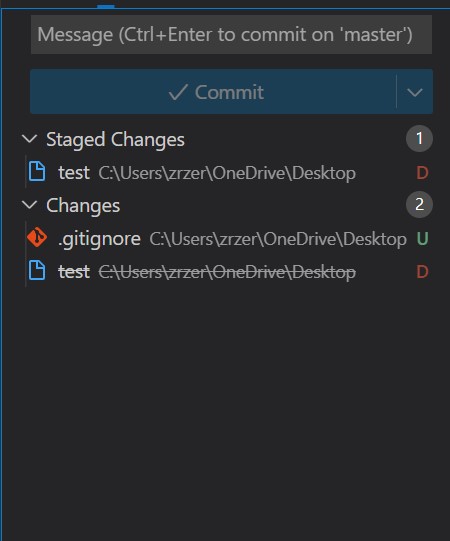 Message (Ctrl+Enter to commit on 'master')
Commit
Staged Changes 1
test C:\Users\zrzer\OneDrive\Desktop D
Changes 2
.gitignore C:\Users\zrzer\OneDrive\Desktop U
test C:\Users\zrzer\OneDrive\Desktop D